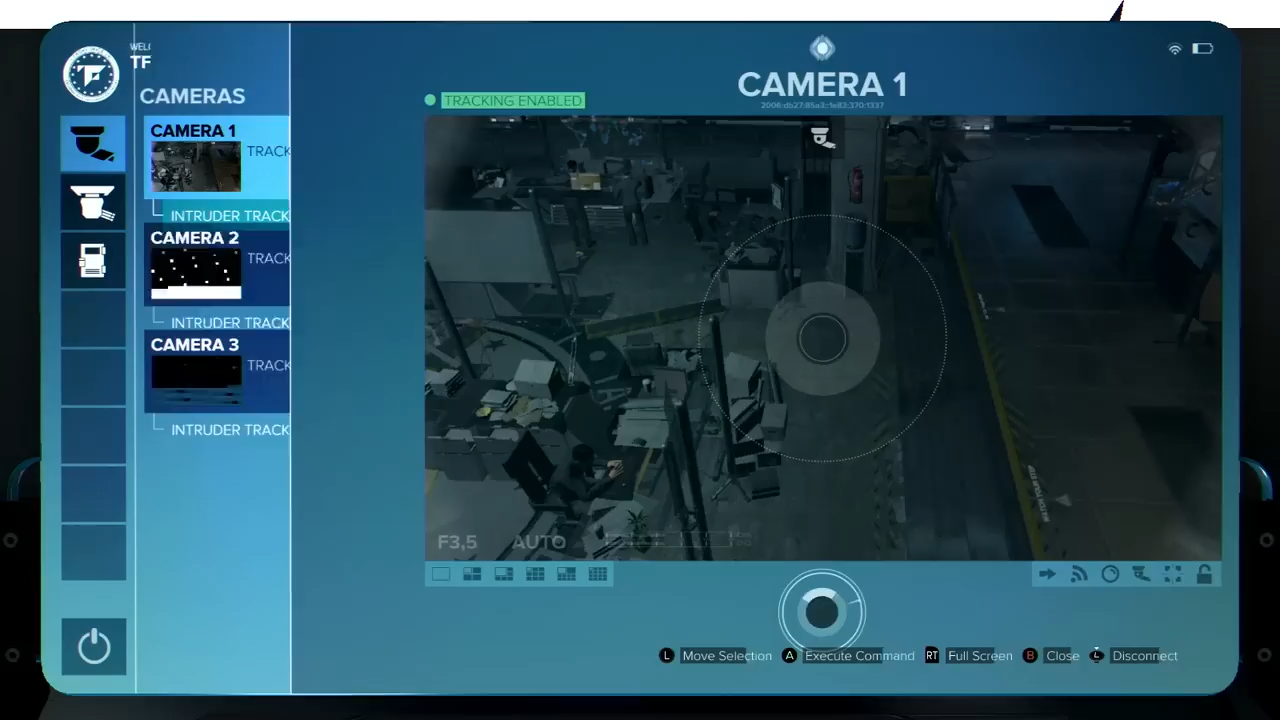 WEL
TF
CAMERAS
CAMERA 1
TRACK
INTRUDER TRACK
CAMERA 2
TRACK
INTRUDER TRACK
CAMERA 3
TRACK
INTRUDER TRACK
TRACKING ENABLED
CAMERA 1
F3,5 AUTO
L Move Selection A Execute Command RT Full Screen B Close L Disconnect